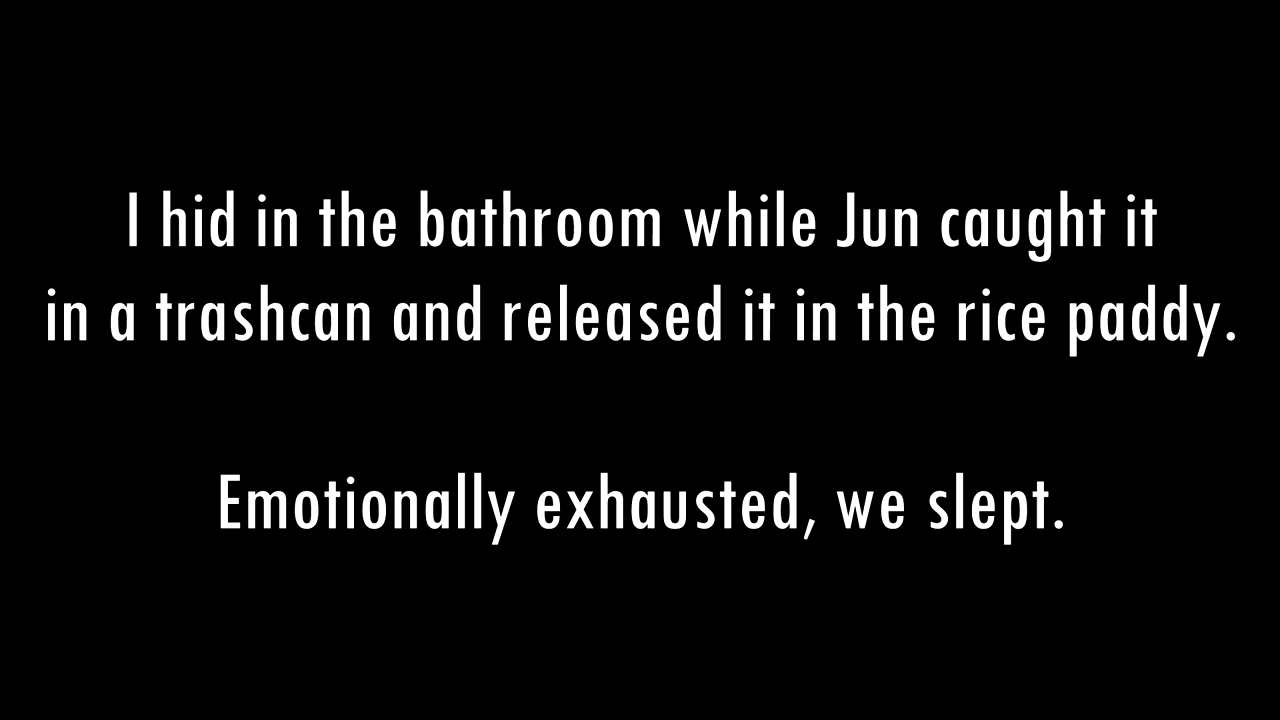 I hid in the bathroom while Jun caught it
in a trashcan and released it in the rice paddy.
Emotionally exhausted, we slept.